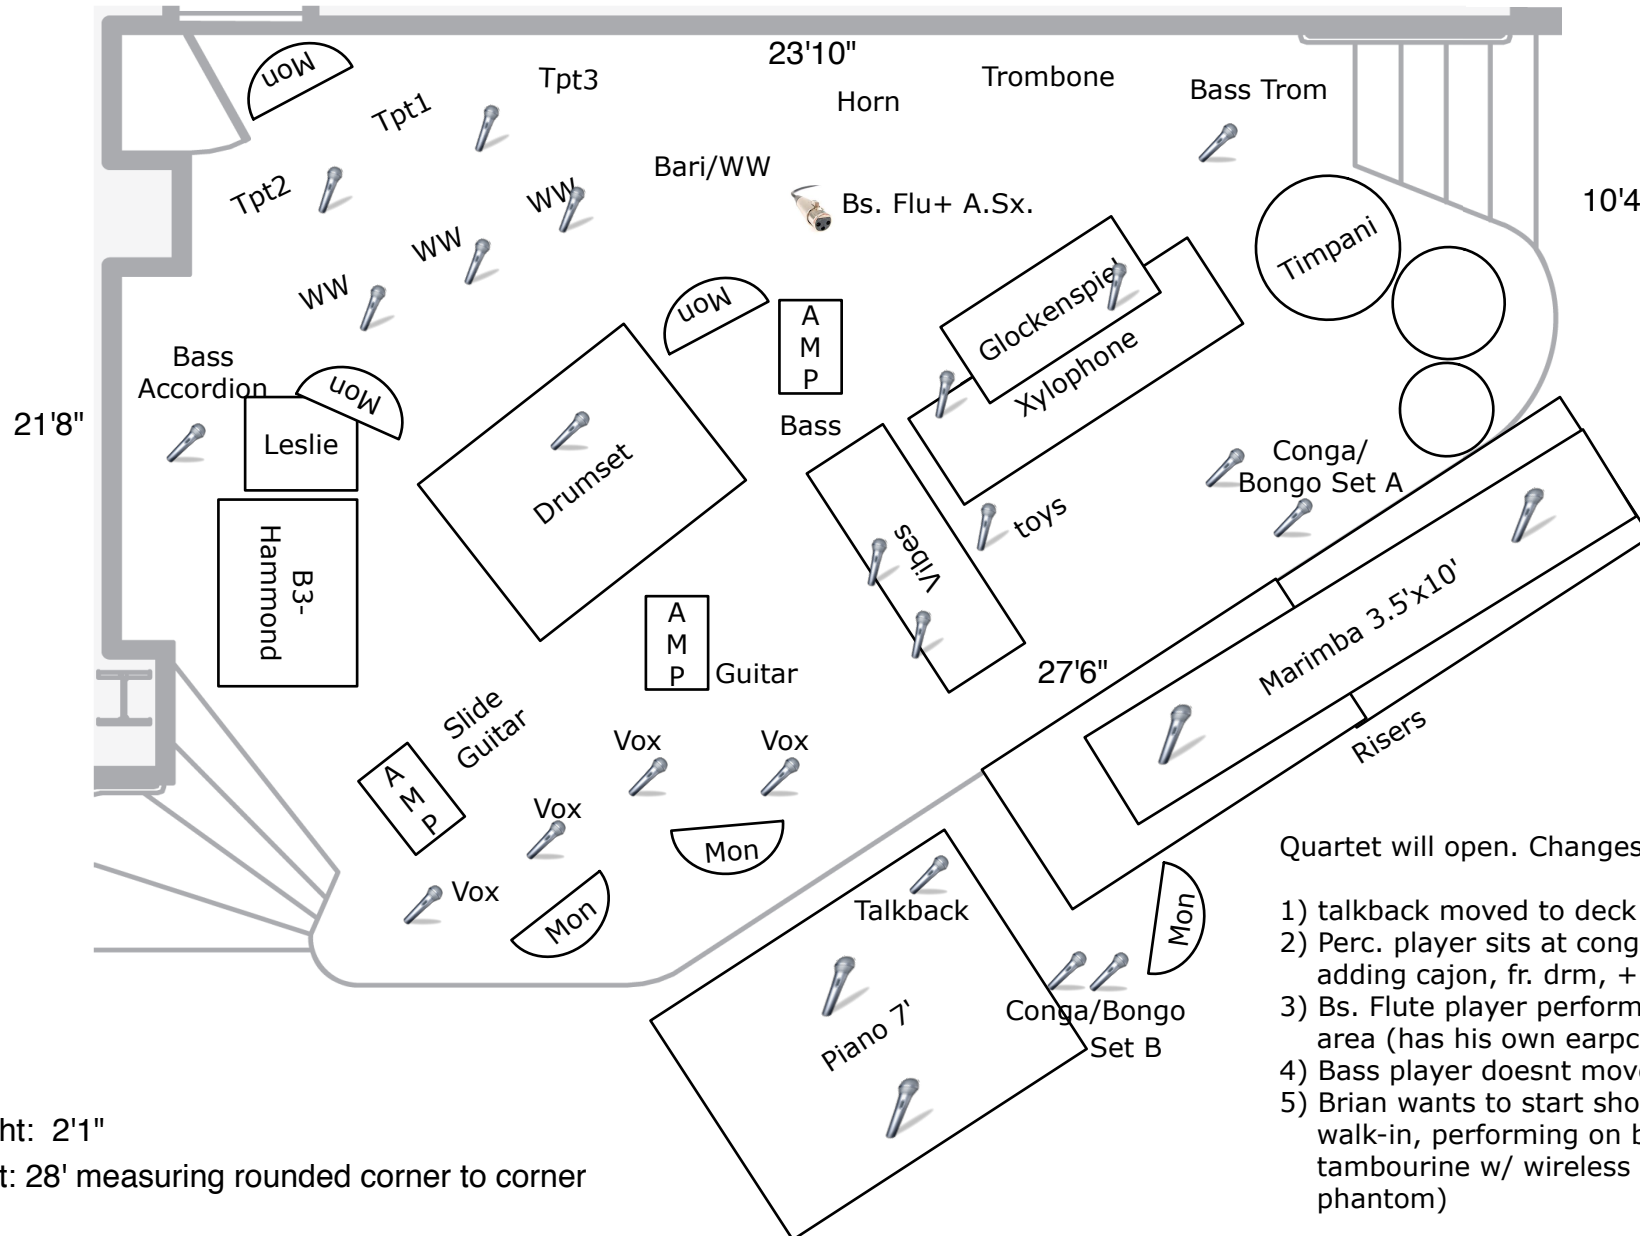 23'10"
Mon
Tpt3
Trombone
Horn
Bass Trom
Tpt1
Bari/WW
Tpt2
WW
Bs. Flu+ A.Sx.
10'4
WW
Timpani
WW
Mon
Glockenspiel
AMP
Xylophone
Bass
Accordion
Mon
21'8"
Leslie
Bass
Drumset
Conga/
Bongo Set A
toys
Vibes
B3-
Hammond
Marimba 3.5'x10'
AMP
Guitar
27'6"
Slide
Guitar
Risers
Vox
Vox
AMP
Vox
Mon
Vox
Mon
Talkback
Mon
Conga/Bongo
Set B
Piano 7'
Quartet will open. Changes
1) talkback moved to deck
2) Perc. player sits at cong
adding cajon, fr. drm, +
3) Bs. Flute player perform
area (has his own earpc
4) Bass player doesnt mov
5) Brian wants to start sho
walk-in, performing on b
tambourine w/ wireless
phantom)
ht: 2'1"
t: 28' measuring rounded corner to corner